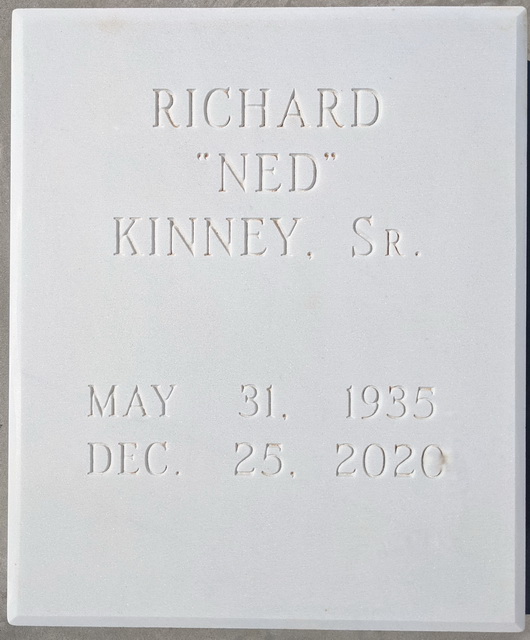 RICHARD
"NED"
KINNEY, SR.
MAY 31, 1935
DEC. 25, 2020